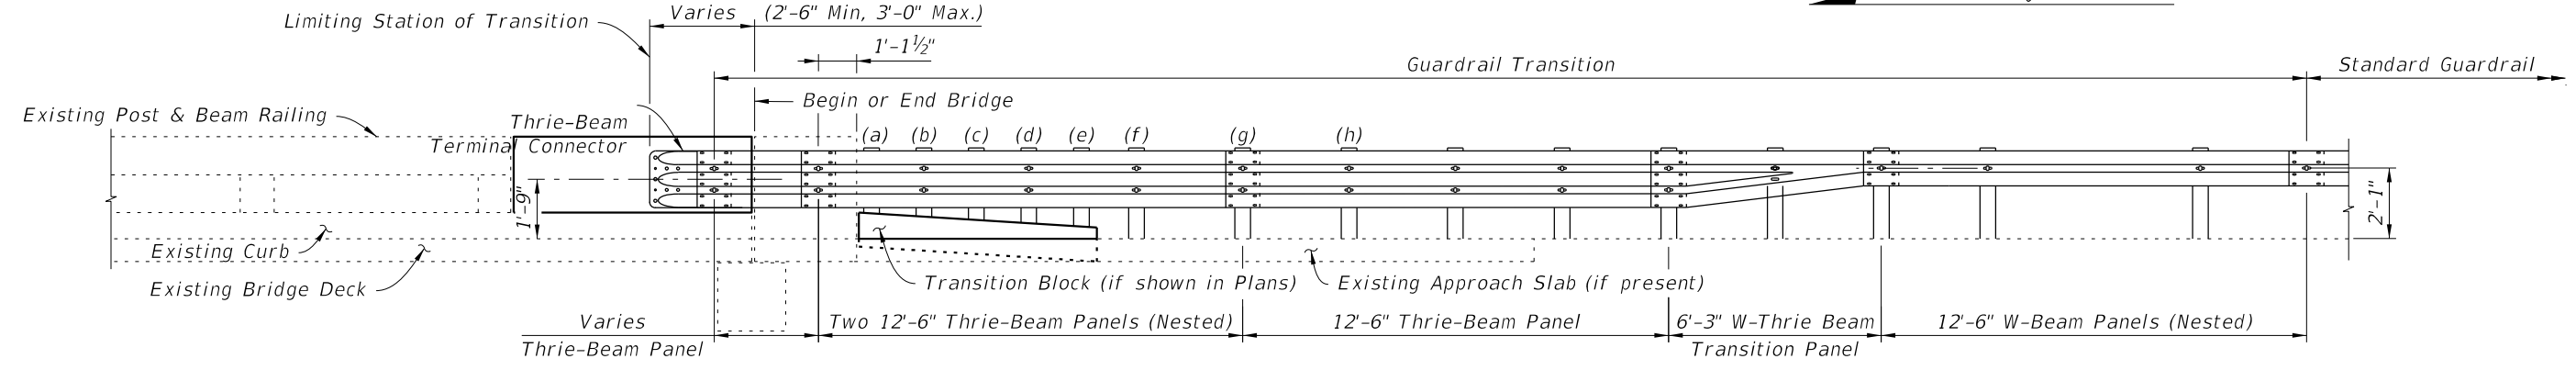 Limiting Station of Transition
Varies (2'-6" Min, 3'-0" Max.)
1'-1½"
Guardrail Transition
Standard Guardrail
Existing Post & Beam Railing
Begin or End Bridge
Thrie-Beam
Terminal Connector
(a) (b) (c) (d) (e) (f) (g) (h)
1'-9"
2'-1"
Existing Curb
Existing Bridge Deck
Transition Block (if shown in Plans)
Existing Approach Slab (if present)
Varies
Thrie-Beam Panel
Two 12'-6" Thrie-Beam Panels (Nested)
12'-6" Thrie-Beam Panel
6'-3" W-Thrie Beam
Transition Panel
12'-6" W-Beam Panels (Nested)